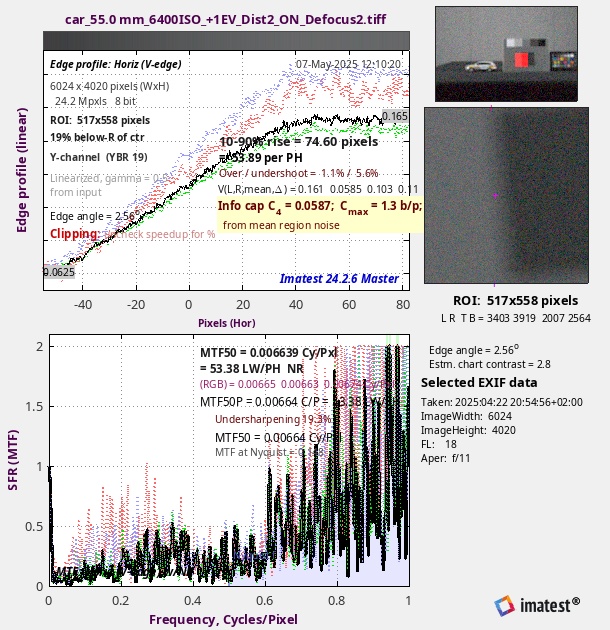 car_55.0 mm_6400ISO_+1EV_Dist2_ON_Defocus2.tiff
Edge profile: Horiz (V-edge)
07-May-2025 12:10:20
6024 x 4020 pixels (WxH)
24.2 Mpxls 8 bit
ROI: 517x558 pixels
19% below-R of ctr
Y-channel (YBR 19)
Linearized, gamma = 0.5
from input
Edge angle = 2.56°
Clipping: check speedup for %
0.165
10-90% rise = 74.60 pixels
= 53.89 per PH
Over / undershoot = 1.1% / 5.6%
V(L,R,mean,Δ) = 0.161 0.0585 0.103 0.11
Info cap C4 = 0.0587; Cmax = 1.3 b/p;
from mean region noise
0.0625
Imatest 24.2.6 Master
Edge profile (linear)
-40 -20 0 20 40 60 80
Pixels (Hor)
ROI: 517x558 pixels
L R T B = 3403 3919 2007 2564
Edge angle = 2.56°
Estm. chart contrast = 2.8
Selected EXIF data
Taken: 2025:04:22 20:54:56+02:00
ImageWidth: 6024
ImageHeight: 4020
FL: 18
Aper: f/11
MTF50 = 0.006639 Cy/Pxl
= 53.38 LW/PH NR
(RGB) = 0.00665 0.00663 Cy/Pxl
MTF50P = 0.00664 C/P = 53.38
Undersharpening 19.3%
MTF50 = 0.00664 Cy/Pxl
MTF at Nyquist =
SFR (MTF)
2
1.5
1
0.5
0
0 0.2 0.4 0.6 0.8 1
Frequency, Cycles/Pixel
imatest®